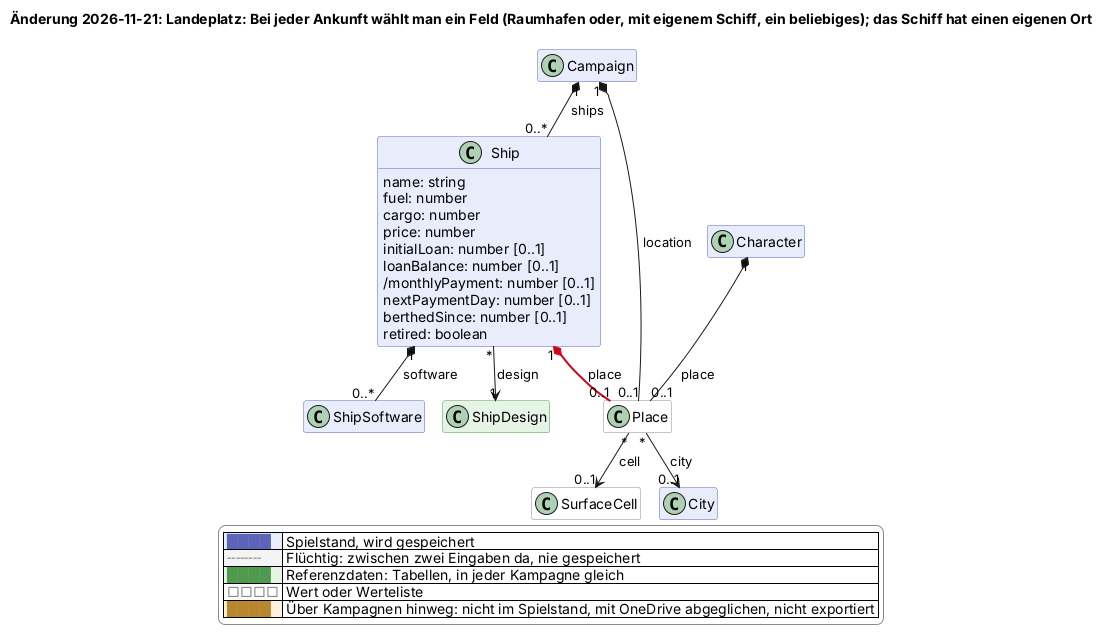 Änderung 2026-11-21: Landeplatz: Bei jeder Ankunft wählt man ein Feld (Raumhafen oder, mit eigenem Schiff, ein beliebiges); das Schiff hat einen eigenen Ort
C Campaign
1 1
ships
0..*
C Ship
name: string
fuel: number
cargo: number
price: number
initialLoan: number [0..1]
loanBalance: number [0..1]
/monthlyPayment: number [0..1]
nextPaymentDay: number [0..1]
berthedSince: number [0..1]
retired: boolean
location
C Character
1
1 * 1
software design place place
0..* 1 0..1 0..1 0..1
C ShipSoftware
C ShipDesign
C Place
* *
cell city
0..1 0..1
C SurfaceCell
C City
Spielstand, wird gespeichert
Flüchtig: zwischen zwei Eingaben da, nie gespeichert
Referenzdaten: Tabellen, in jeder Kampagne gleich
Wert oder Werteliste
Über Kampagnen hinweg: nicht im Spielstand, mit OneDrive abgeglichen, nicht exportiert